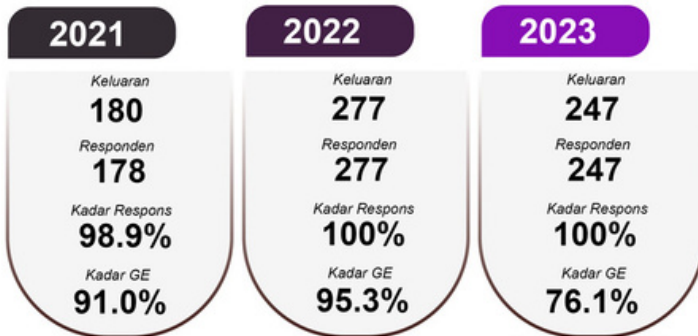 2021
Keluaran
180
Responden
178
Kadar Respons
98.9%
Kadar GE
91.0%
2022
Keluaran
277
Responden
277
Kadar Respons
100%
Kadar GE
95.3%
2023
Keluaran
247
Responden
247
Kadar Respons
100%
Kadar GE
76.1%